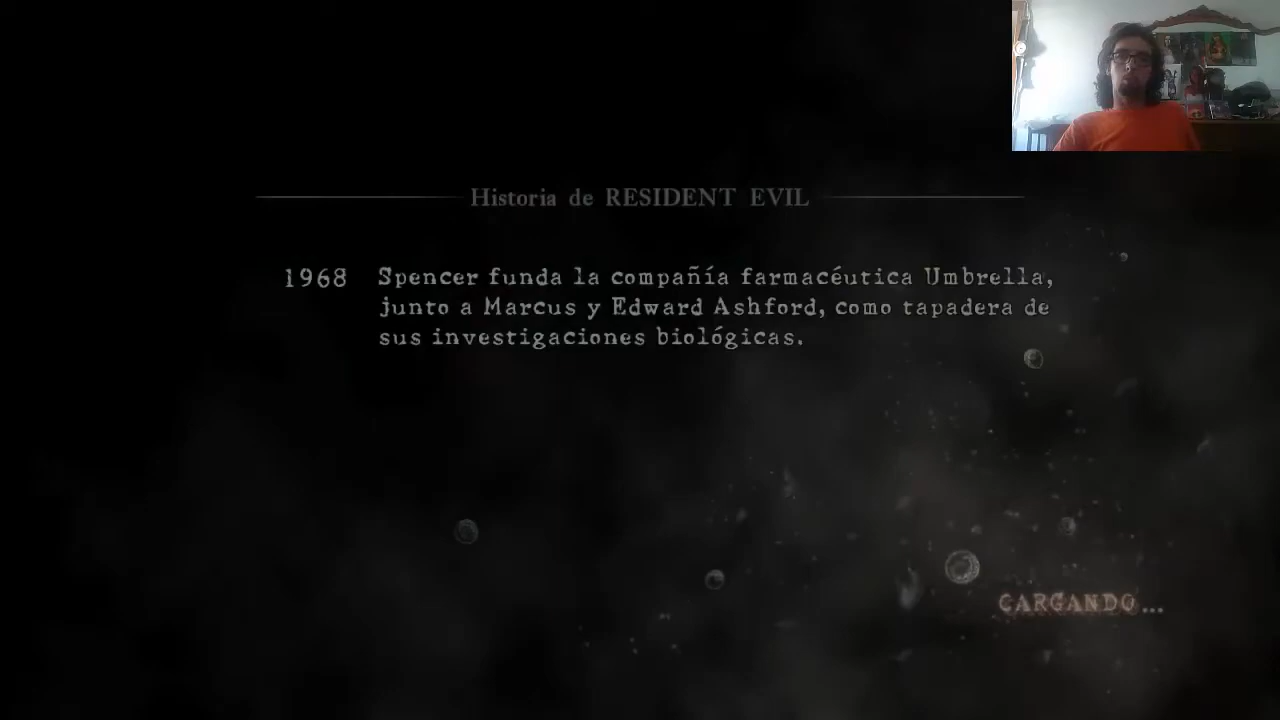 Historia de RESIDENT EVIL
1968 Spencer funda la compañía farmacéutica Umbrella,
junto a Marcus y Edward Ashford, como tapadera de
sus investigaciones biológicas.
CARGANDO...